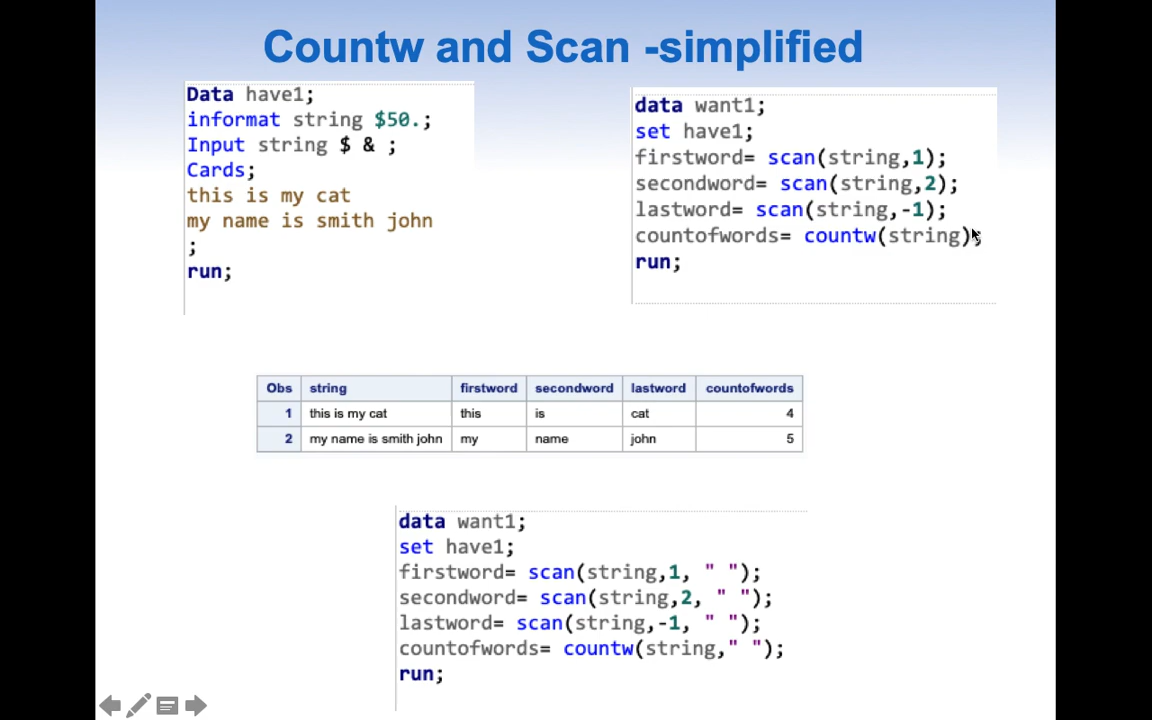 Countw and Scan -simplified
Data have1;
informat string $50.;
Input string $ & ;
Cards;
this is my cat
my name is smith john
;
run;
data want1;
set have1;
firstword= scan(string,1);
secondword= scan(string,2);
lastword= scan(string,-1);
countofwords= countw(string);
run;
Obs string firstword secondword lastword countofwords
1 this is my cat this is cat 4
2 my name is smith john my name john 5
data want1;
set have1;
firstword= scan(string,1, " ");
secondword= scan(string,2, " ");
lastword= scan(string,-1, " ");
countofwords= countw(string," ");
run;